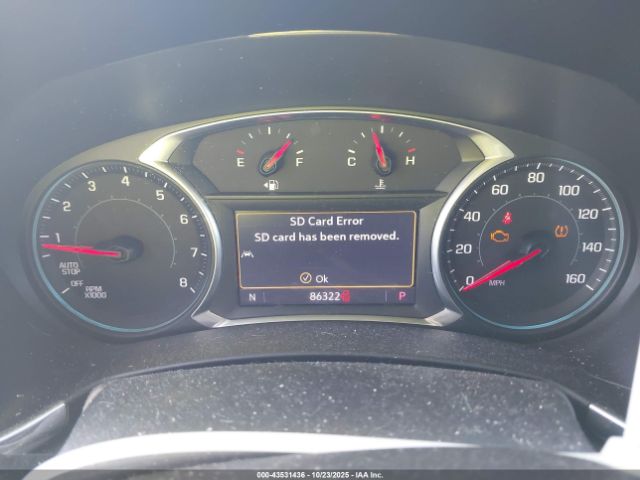 E F
C H
1 2 3 4 5 6 7 8
AUTO
STOP
OFF
RPM
X1000
SD Card Error
SD card has been removed.
Ok
N 86322 P
0 20 40 60 80 100 120 140 160
MPH
00-43531436 - 10/23/2025 - IAAI, Inc.